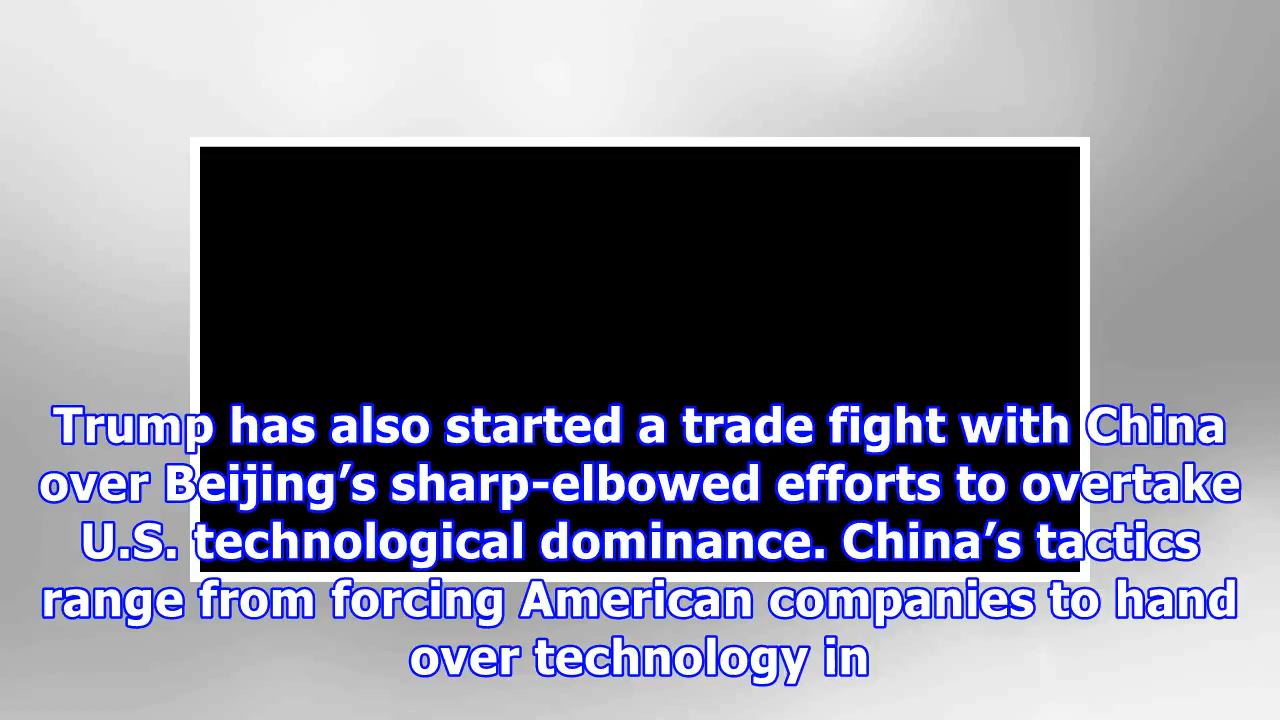 Trump has also started a trade fight with China
over Beijing’s sharp-elbowed efforts to overtake
U.S. technological dominance. China’s tactics
range from forcing American companies to hand
over technology in